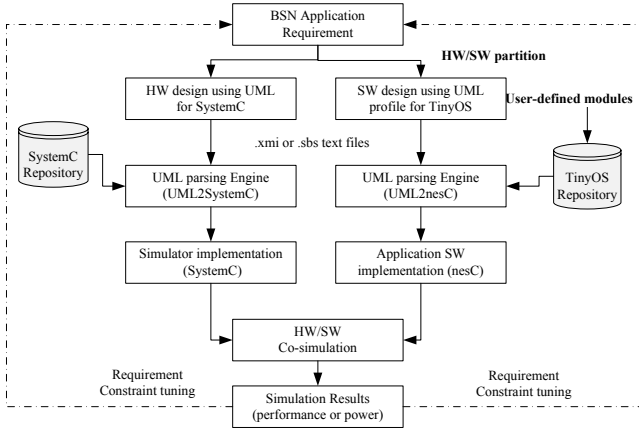 BSN Application
Requirement
HW/SW partition
HW design using UML
for SystemC
SW design using UML
profile for TinyOS
User-defined modules
.xmi or .sbs text files
SystemC
Repository
UML parsing Engine
(UML2SystemC)
UML parsing Engine
(UML2nesC)
TinyOS
Repository
Simulator implementation
(SystemC)
Application SW
implementation (nesC)
HW/SW
Co-simulation
Requirement
Constraint tuning
Requirement
Constraint tuning
Simulation Results
(performance or power)